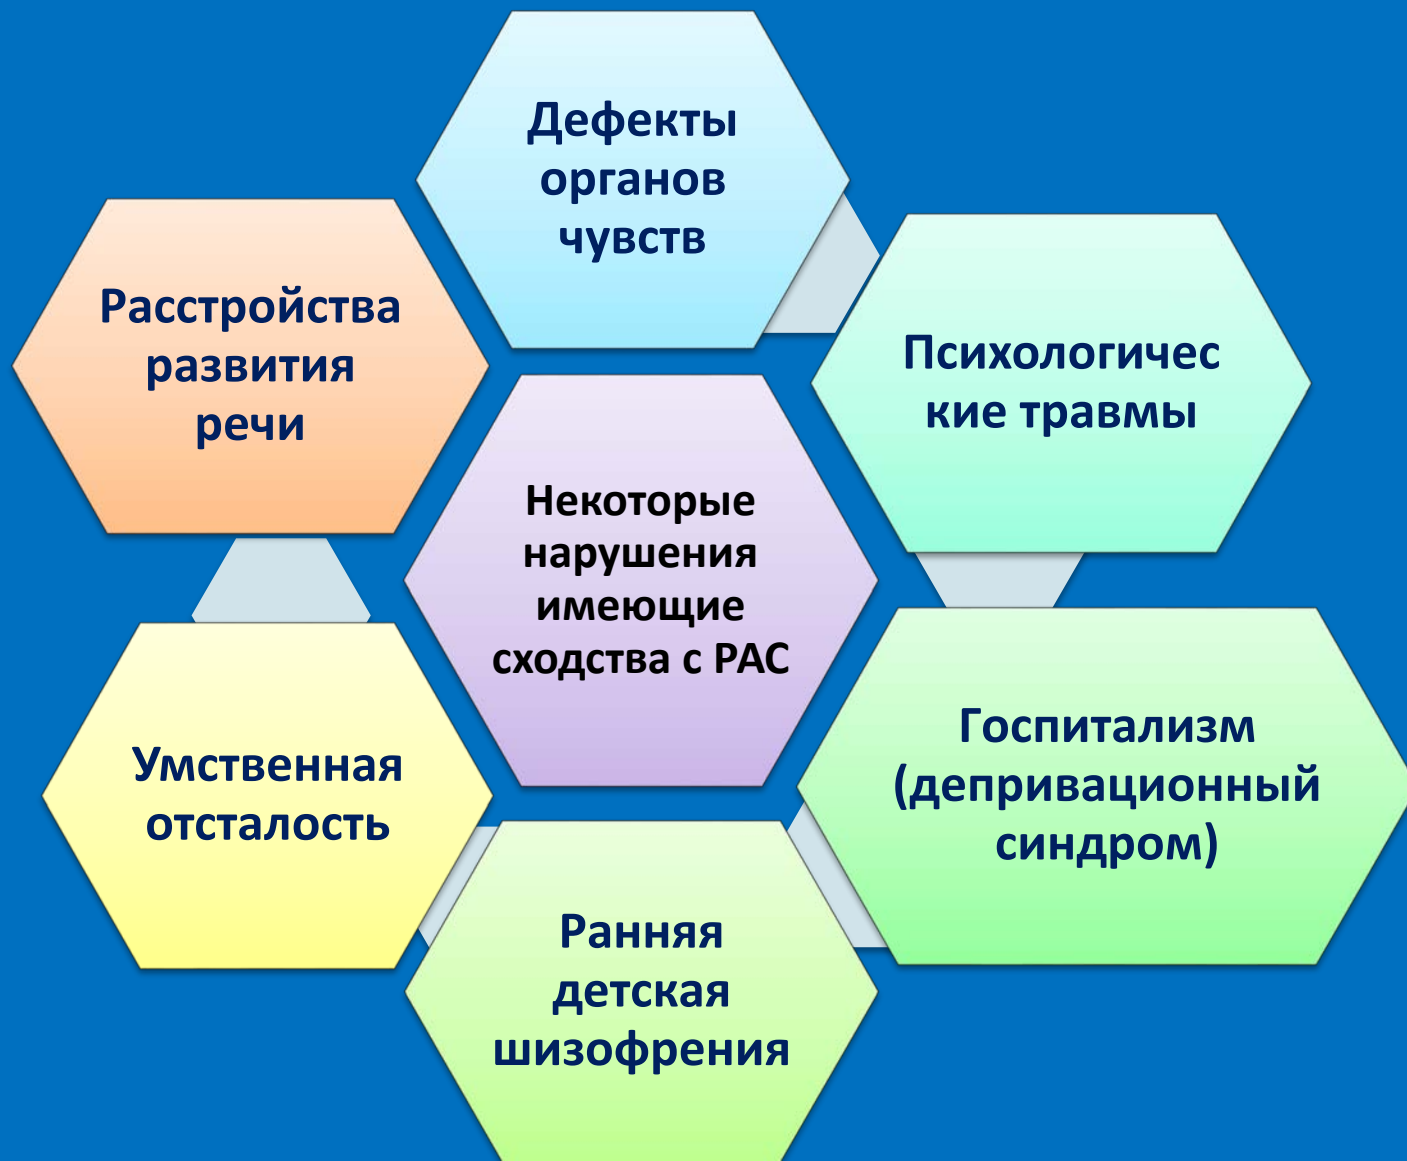 Дефекты
органов
чувств
Расстройства
развития
речи
Психологичес
кие травмы
Некоторые
нарушения
имеющие
сходства с РАС
Умственная
отсталость
Госпитализм
(депривационный
синдром)
Ранняя
детская
шизофрения